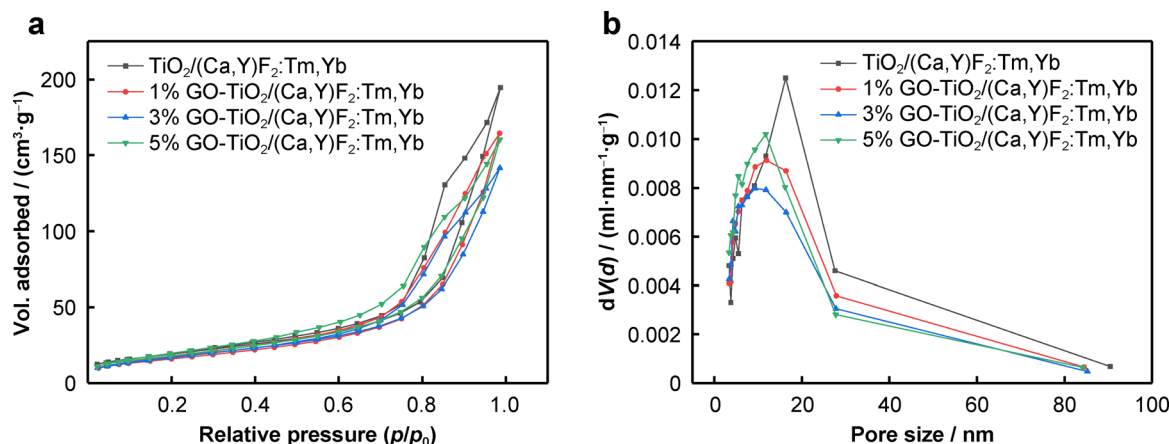 a
Vol. adsorbed / (cm³·g⁻¹)
200
150
100
50
0
0.2
0.4
0.6
0.8
1.0
Relative pressure (p/p₀)
TiO₂/(Ca,Y)F₂:Tm,Yb
1% GO-TiO₂/(Ca,Y)F₂:Tm,Yb
3% GO-TiO₂/(Ca,Y)F₂:Tm,Yb
5% GO-TiO₂/(Ca,Y)F₂:Tm,Yb
b
dV(d) / (ml·nm⁻¹·g⁻¹)
0.014
0.012
0.010
0.008
0.006
0.004
0.002
0.000
0
20
40
60
80
100
Pore size / nm
TiO₂/(Ca,Y)F₂:Tm,Yb
1% GO-TiO₂/(Ca,Y)F₂:Tm,Yb
3% GO-TiO₂/(Ca,Y)F₂:Tm,Yb
5% GO-TiO₂/(Ca,Y)F₂:Tm,Yb